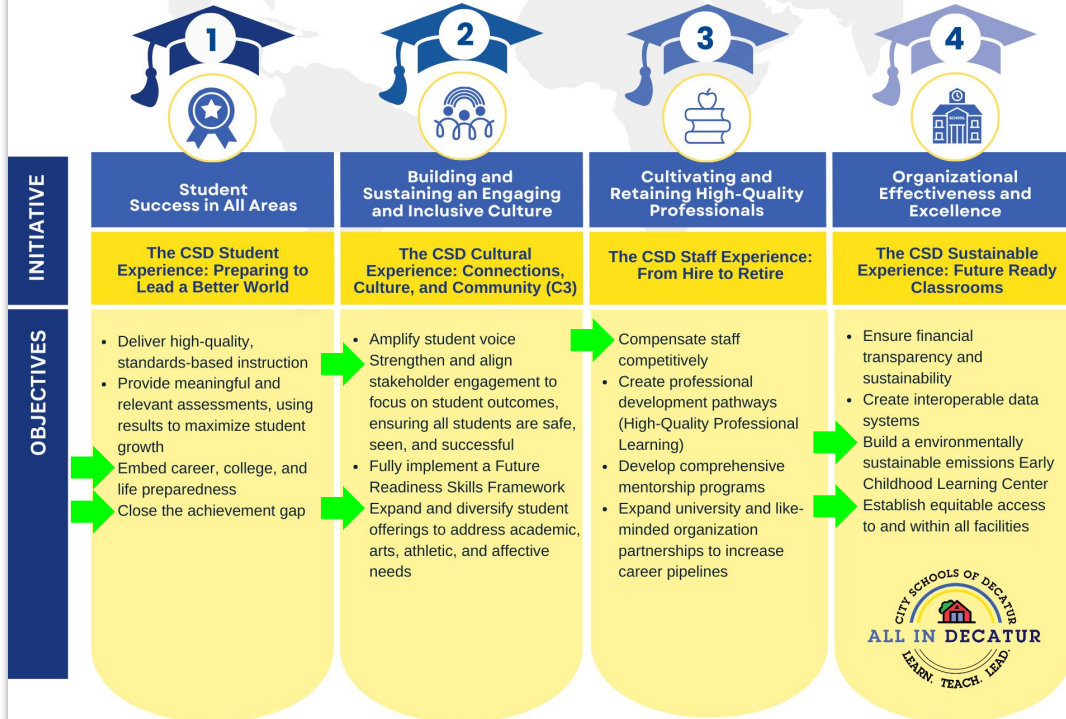 1
2
3
4
SCHOOL
INITIATIVE
Student
Success in All Areas
Building and
Sustaining an Engaging
and Inclusive Culture
Cultivating and
Retaining High-Quality
Professionals
Organizational
Effectiveness and
Excellence
The CSD Student
Experience: Preparing to
Lead a Better World
The CSD Cultural
Experience: Connections,
Culture, and Community (C3)
The CSD Staff Experience:
From Hire to Retire
The CSD Sustainable
Experience: Future Ready
Classrooms
OBJECTIVES
• Deliver high-quality,
standards-based instruction
• Provide meaningful and
relevant assessments, using
results to maximize student
growth
Embed career, college, and
life preparedness
Close the achievement gap
• Amplify student voice
Strengthen and align
stakeholder engagement to
focus on student outcomes,
ensuring all students are safe,
seen, and successful
• Fully implement a Future
Readiness Skills Framework
Expand and diversify student
offerings to address academic,
arts, athletic, and affective
needs
Compensate staff
competitively
• Create professional
development pathways
(High-Quality Professional
Learning)
• Develop comprehensive
mentorship programs
• Expand university and like-
minded organization
partnerships to increase
career pipelines
• Ensure financial
transparency and
sustainability
• Create interoperable data
systems
Build a environmentally
sustainable emissions Early
Childhood Learning Center
Establish equitable access
to and within all facilities
CITY SCHOOLS OF DECATUR
ALL IN DECATUR
LEARN. TEACH. LEAD.